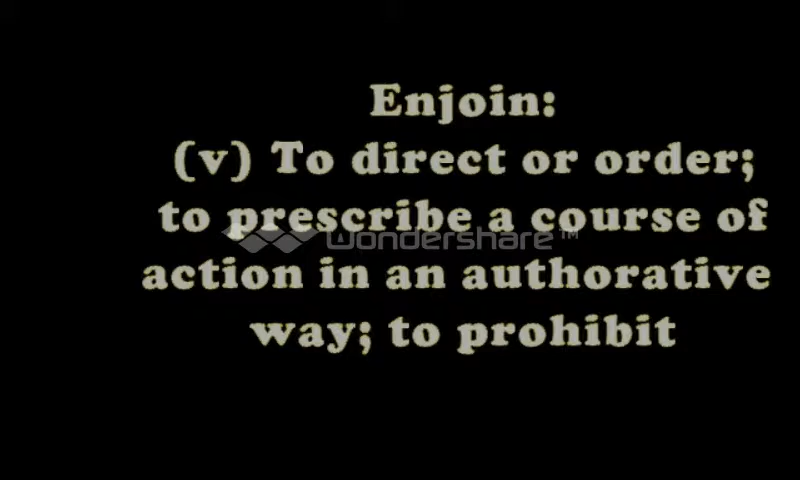 Enjoin:
(v) To direct or order;
to prescribe a course of
wondershare™
action in an authorative
way; to prohibit